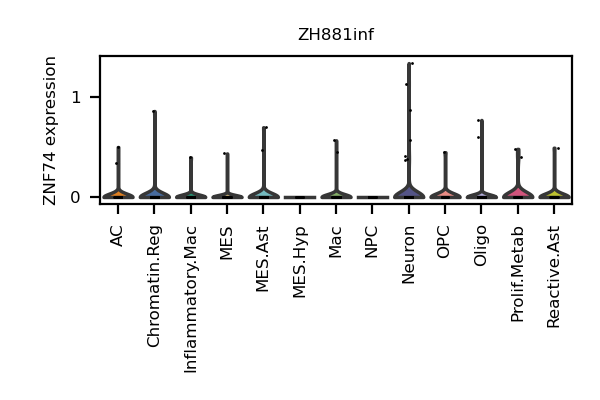 ZH881inf
ZNF74 expression
1
0
AC
Chromatin.Reg
Inflammatory.Mac
MES
MES.Ast
MES.Hyp
Mac
NPC
Neuron
OPC
Oligo
Prolif.Metab
Reactive.Ast